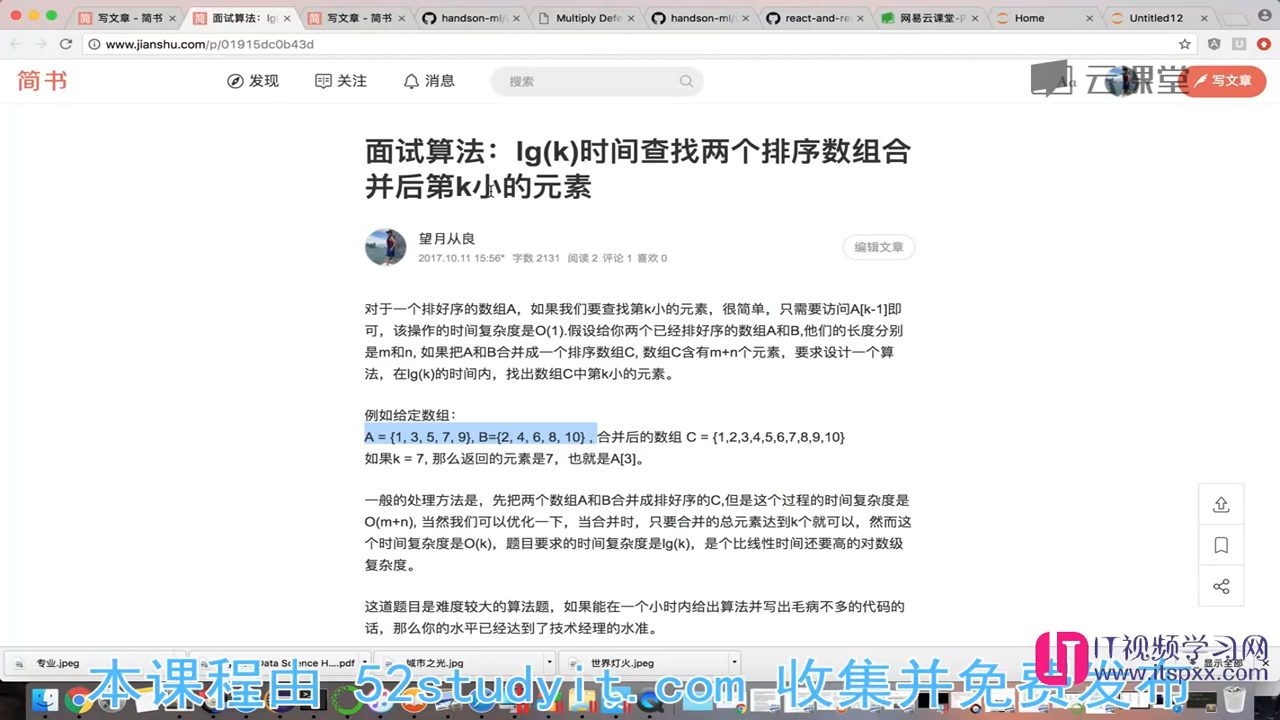 写文章 - 简书
面试算法：lg(
写文章 - 简书
handson-ml/
Multiply Defe
handson-ml/
react-and-re
网易云课堂-
Home
Untitled12
www.jianshu.com/p/01915dc0b43d
简书
发现
关注
消息
搜索
云课堂
写文章
面试算法：lg(k)时间查找两个排序数组合
并后第k小的元素
望月从良
2017.10.11 15:56* 字数 2131 阅读 2 评论 1 喜欢 0
编辑文章
对于一个排好序的数组A，如果我们要查找第k小的元素，很简单，只需要访问A[k-1]即
可，该操作的时间复杂度是O(1).假设给你两个已经排好序的数组A和B,他们的长度分别
是m和n, 如果把A和B合并成一个排序数组C, 数组C含有m+n个元素，要求设计一个算
法，在lg(k)的时间内，找出数组C中第k小的元素。
例如给定数组：
A = {1, 3, 5, 7, 9}, B={2, 4, 6, 8, 10} , 合并后的数组 C = {1,2,3,4,5,6,7,8,9,10}
如果k = 7, 那么返回的元素是7，也就是A[3]。
一般的处理方法是，先把两个数组A和B合并成排好序的C,但是这个过程的时间复杂度是
O(m+n), 当然我们可以优化一下，当合并时，只要合并的总元素达到k个就可以，然而这
个时间复杂度是O(k)，题目要求的时间复杂度是lg(k)，是个比线性时间还要高的对数级
复杂度。
这道题目是难度较大的算法题，如果能在一个小时内给出算法并写出毛病不多的代码的
话，那么你的水平已经达到了技术经理的水准。
专业.jpeg
Data Science H....pdf
城市之光.jpg
世界灯火.jpeg
显示全部
IT视频学习网
www.itspxx.com
本课程由 52studyit.com 收集并免费发布